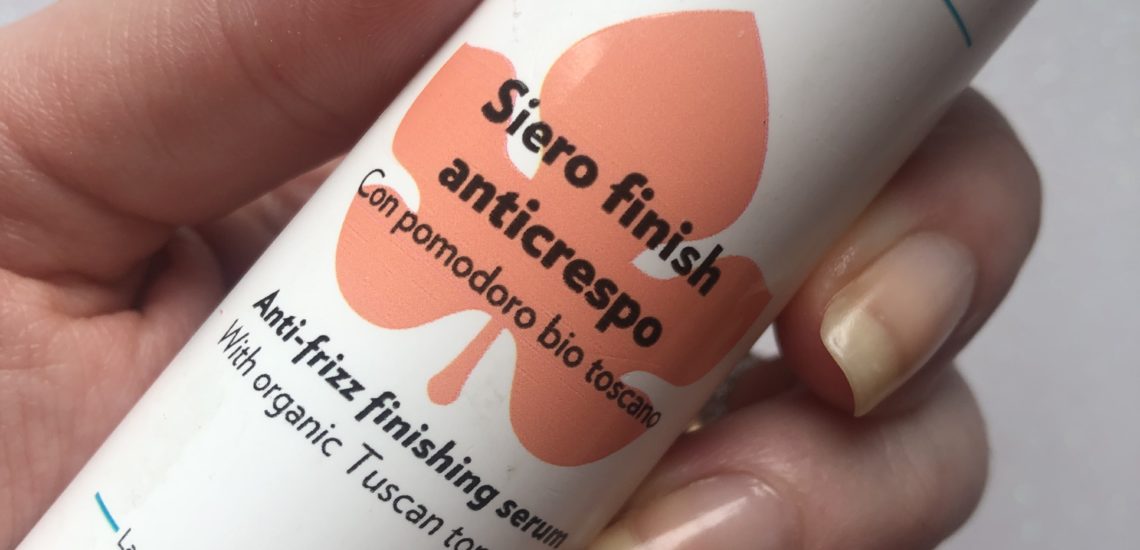 Siero finish
anticrespo
Con pomodoro bio toscano
Anti-frizz finishing serum
With organic Tuscan